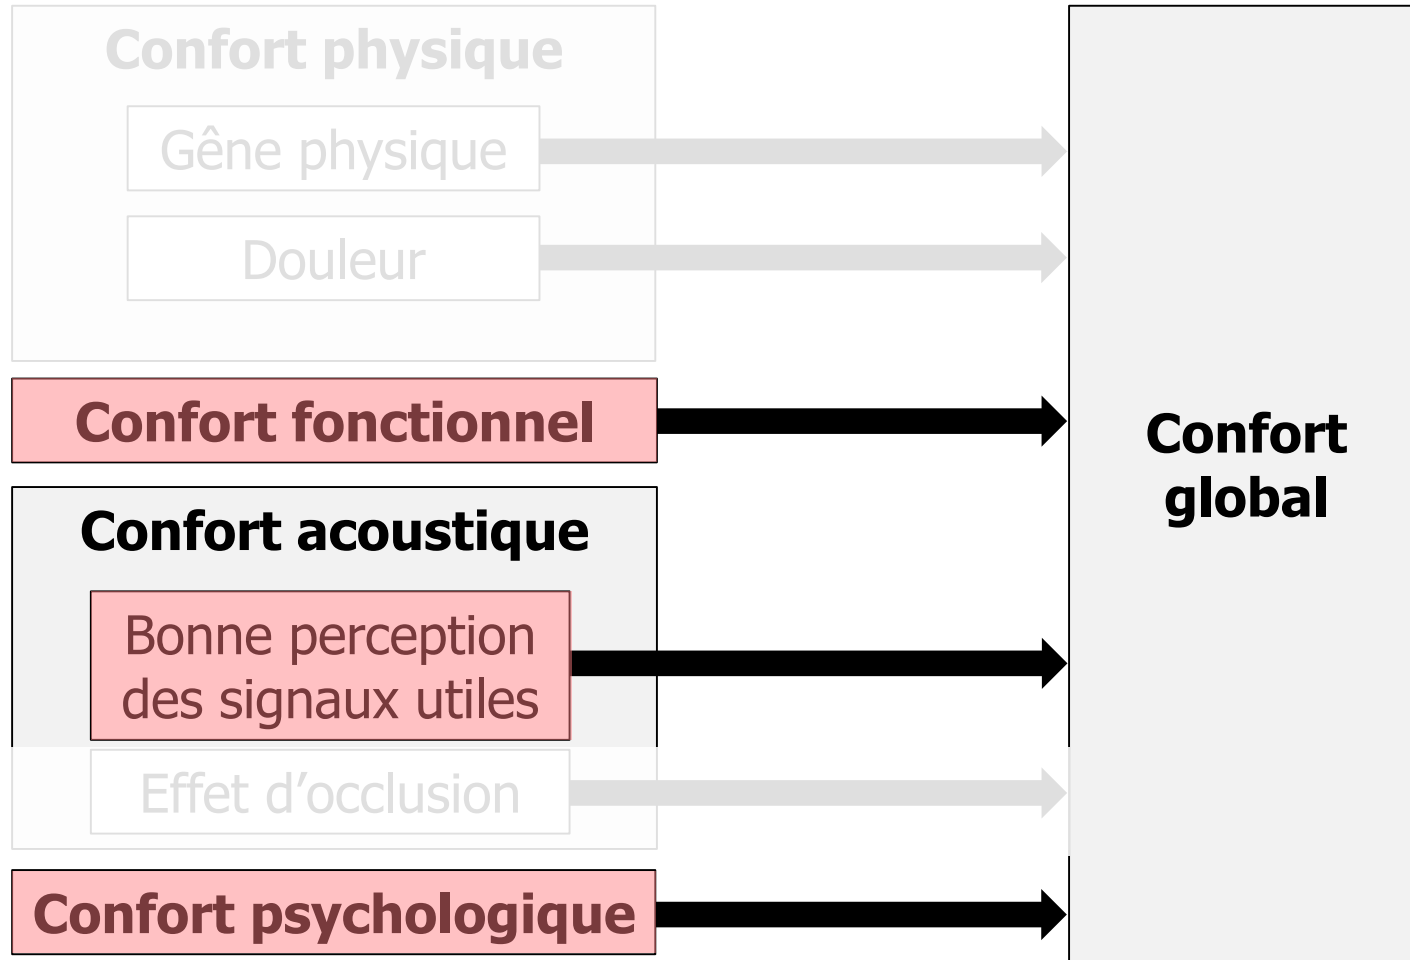 Confort physique
Gêne physique
Douleur
Confort fonctionnel
Confort acoustique
Bonne perception
des signaux utiles
Effet d’occlusion
Confort psychologique
Confort
global